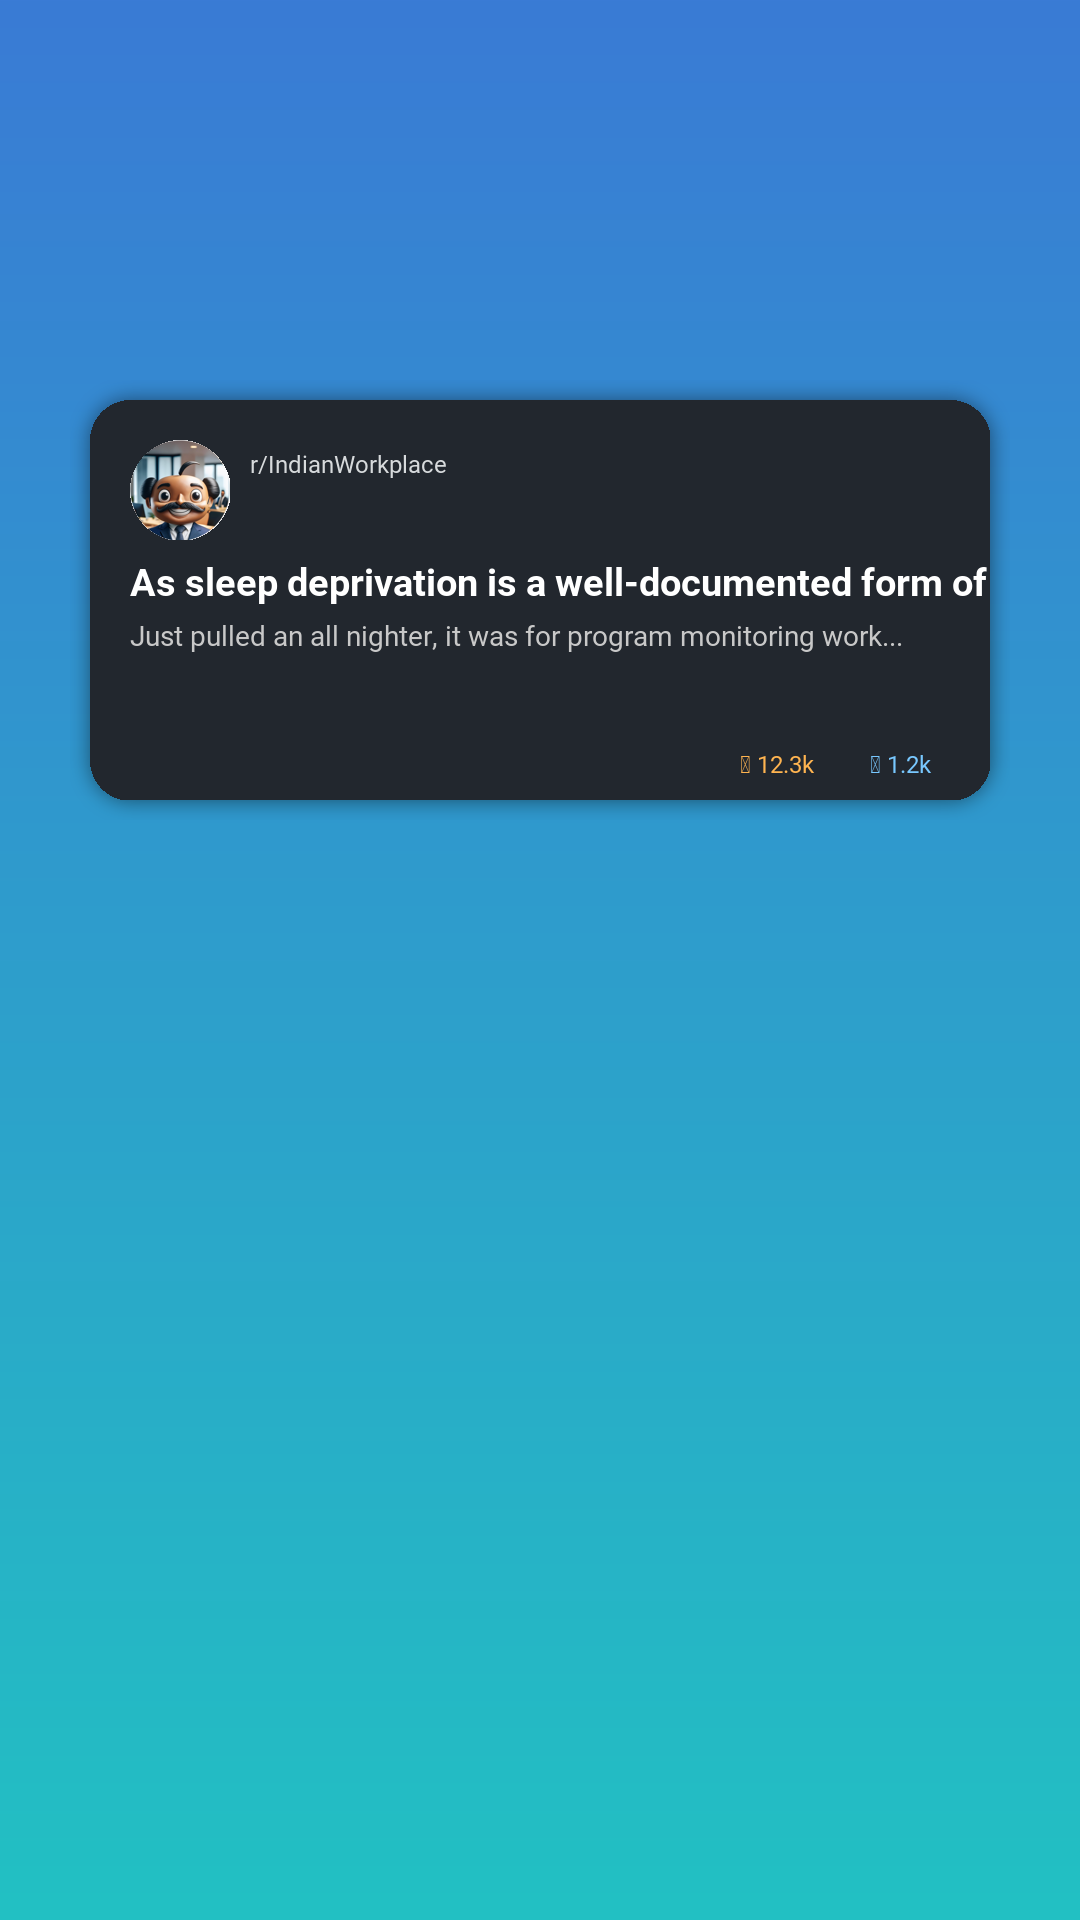 r/IndianWorkplace
As sleep deprivation is a well-documented form of
Just pulled an all nighter, it was for program monitoring work...
12.3k 1.2k